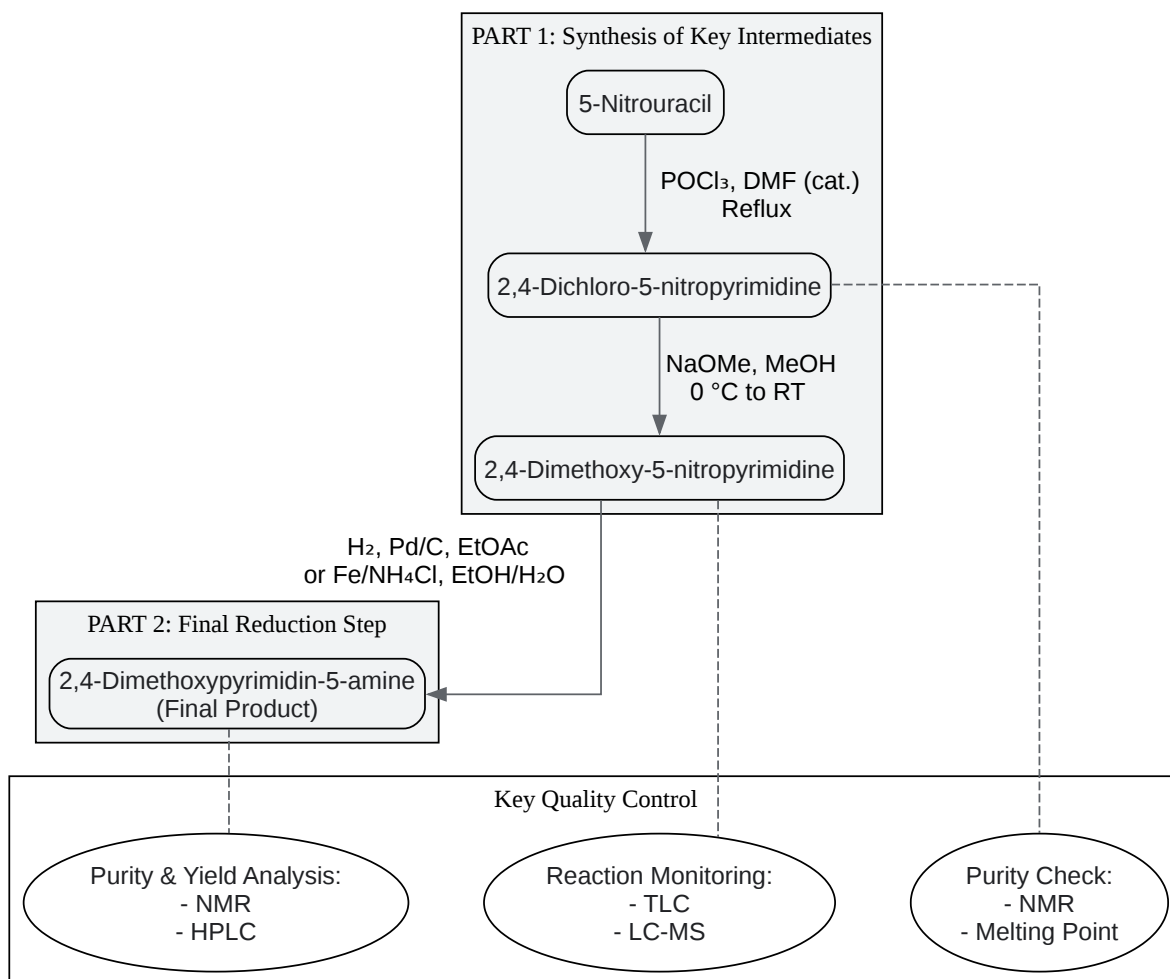 PART 1: Synthesis of Key Intermediates
5-Nitrouracil
POCl₃, DMF (cat.)
Reflux
2,4-Dichloro-5-nitropyrimidine
NaOMe, MeOH
0 °C to RT
2,4-Dimethoxy-5-nitropyrimidine
H₂, Pd/C, EtOAc
or Fe/NH₄Cl, EtOH/H₂O
PART 2: Final Reduction Step
2,4-Dimethoxypyrimidin-5-amine
(Final Product)
Key Quality Control
Purity & Yield Analysis:
- NMR
- HPLC
Reaction Monitoring:
- TLC
- LC-MS
Purity Check:
- NMR
- Melting Point